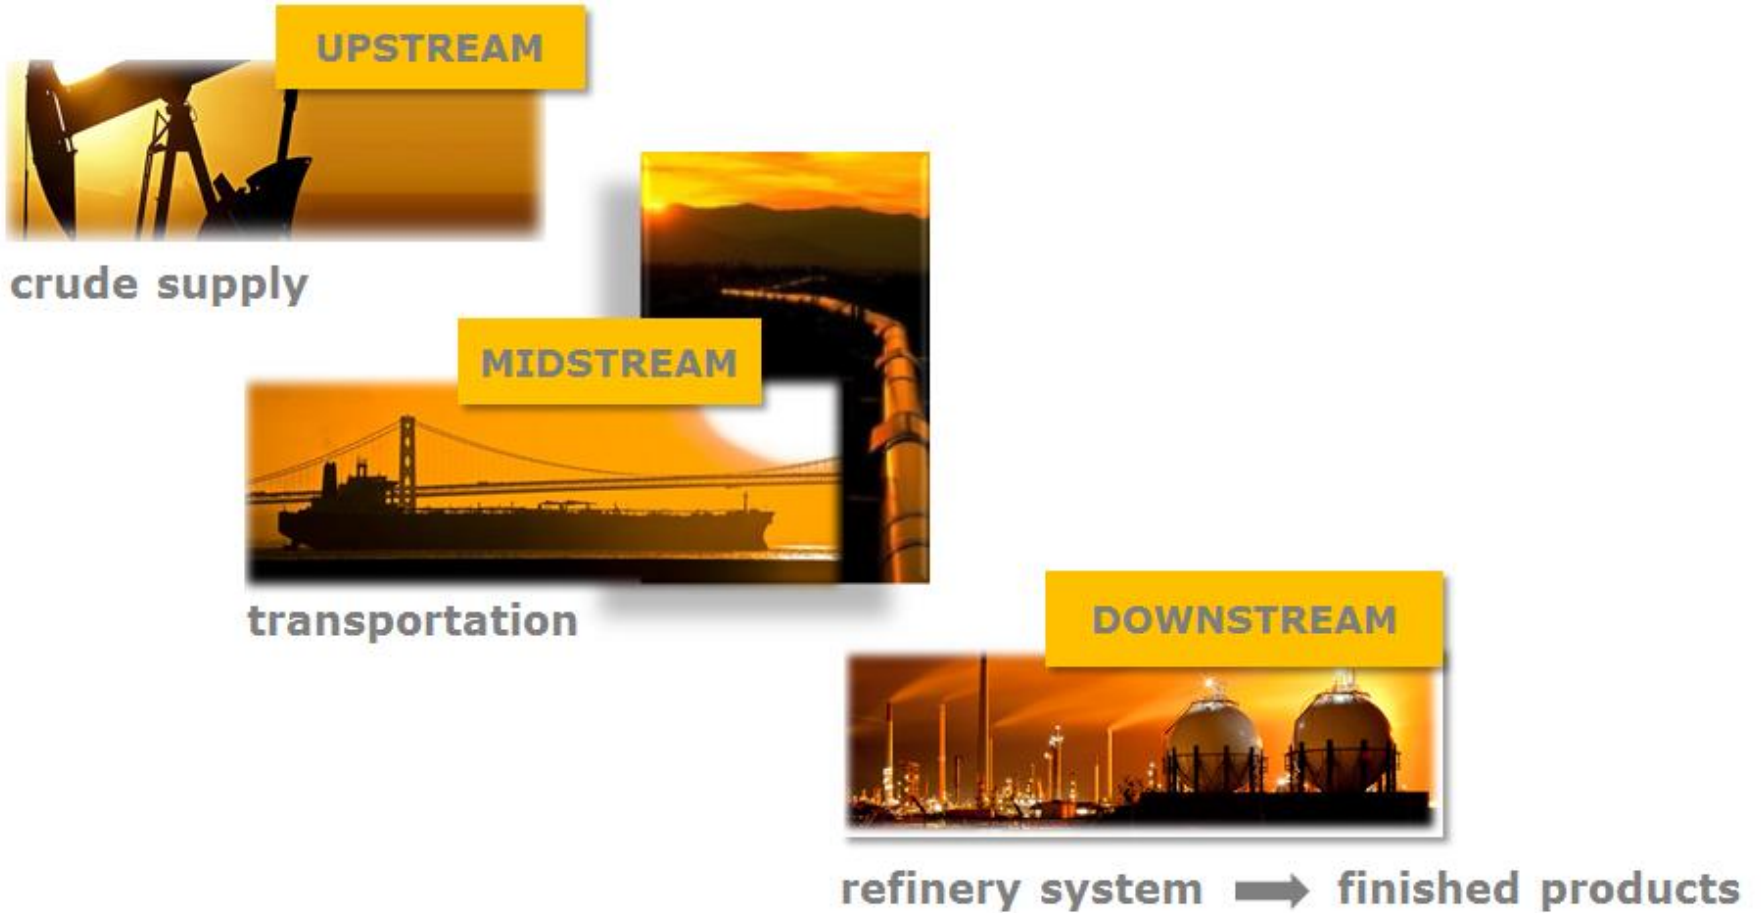 UPSTREAM
crude supply
MIDSTREAM
transportation
DOWNSTREAM
refinery system → finished products